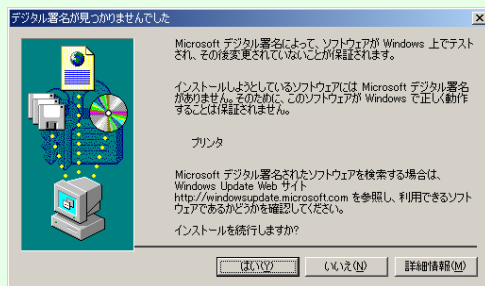 デジタル署名が見つかりませんでした
Microsoft デジタル署名によって、ソフトウェアが Windows 上でテスト
され、その後変更されていないことが保証されます。
インストールしようとしているソフトウェアには Microsoft デジタル署名
がありません。そのために、このソフトウェアが Windows で正しく動作
することは保証されません。
プリンタ
Microsoft デジタル署名されたソフトウェアを検索する場合は、
Windows Update Web サイト
http://windowsupdate.microsoft.com を参照し、利用できるソフト
ウェアであるかどうかを確認してください。
インストールを続行しますか?
はい(Y) いいえ(N) 詳細情報(M)